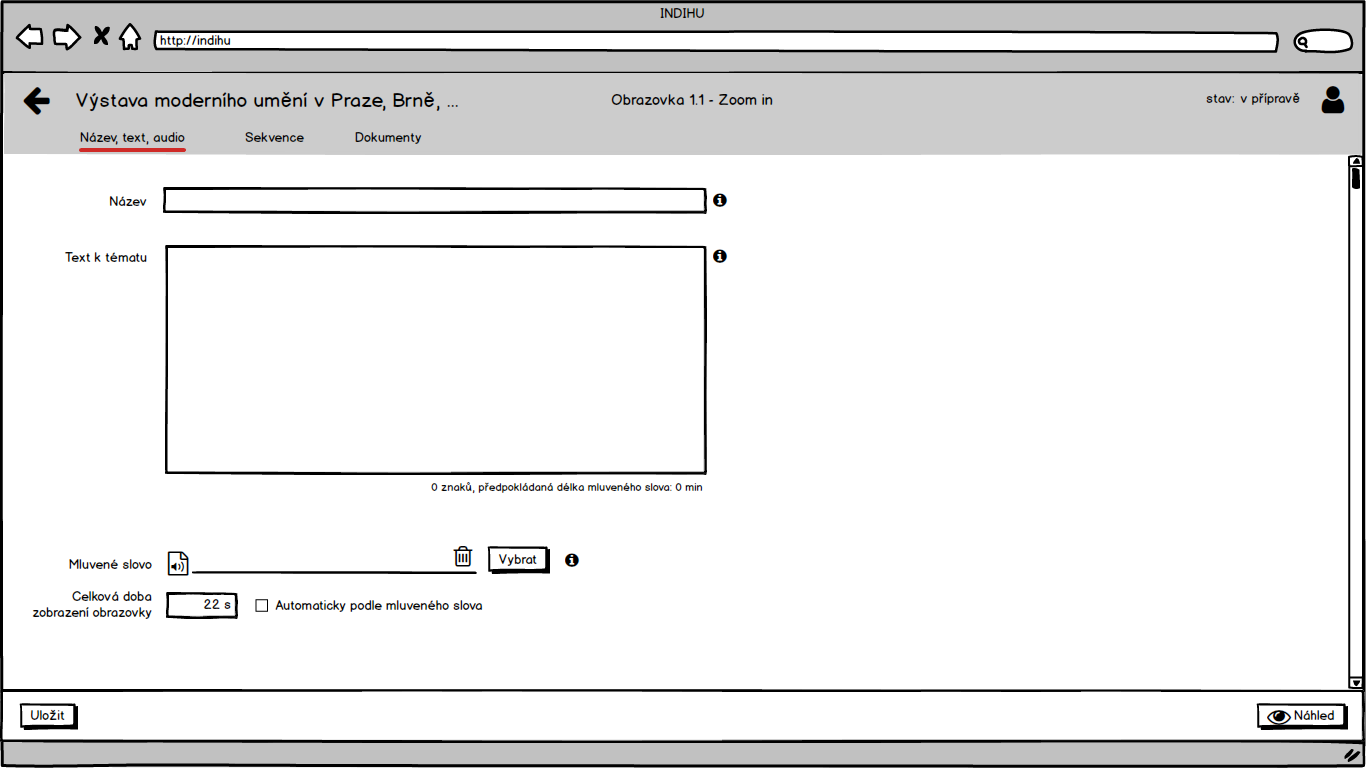 INDIHU
http://indihu
Výstava moderního umění v Praze, Brně, ...
Obrazovka 1.1 - Zoom in
stav: v přípravě
Název, text, audio
Sekvence
Dokumenty
Název
Text k tématu
0 znaků, předpokládaná délka mluveného slova: 0 min
Mluvené slovo
Vybrat
Celková doba
zobrazení obrazovky
22 s
Automaticky podle mluveného slova
Uložit
Náhled